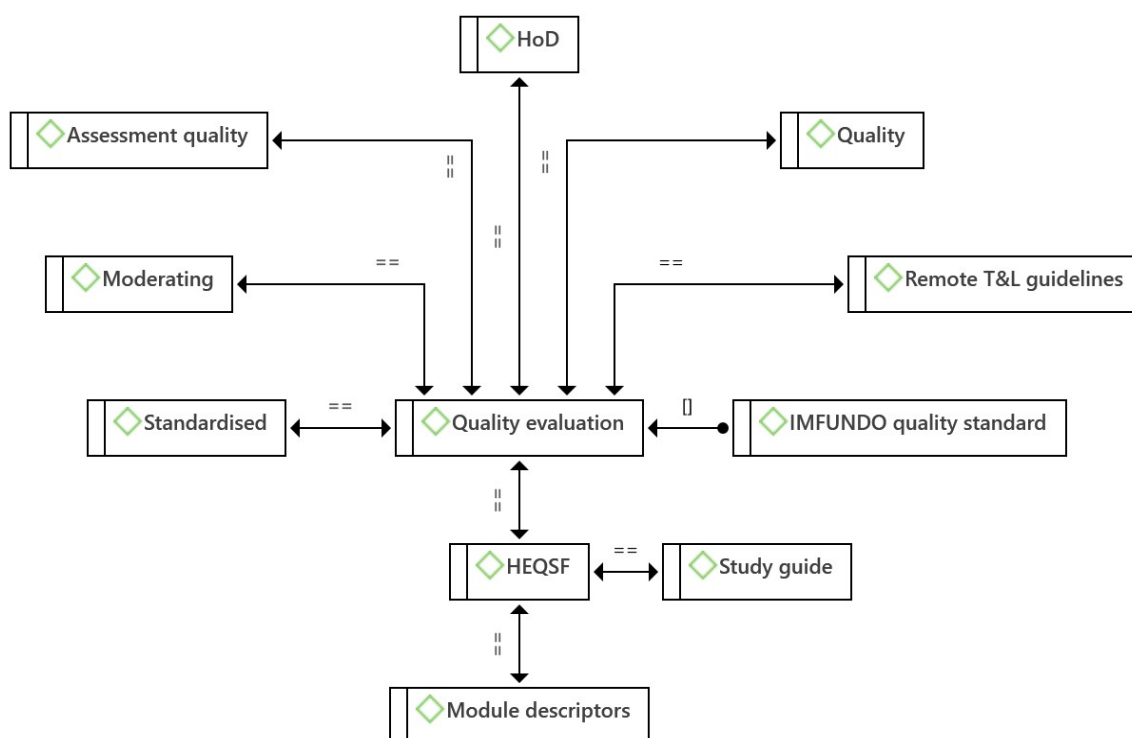 HoD
Assessment quality
Quality
==
==
==
Moderating
==
==
Remote T&L guidelines
Standardised
==
Quality evaluation
[]
IMFUNDO quality standard
==
HEQSF
==
Study guide
==
Module descriptors